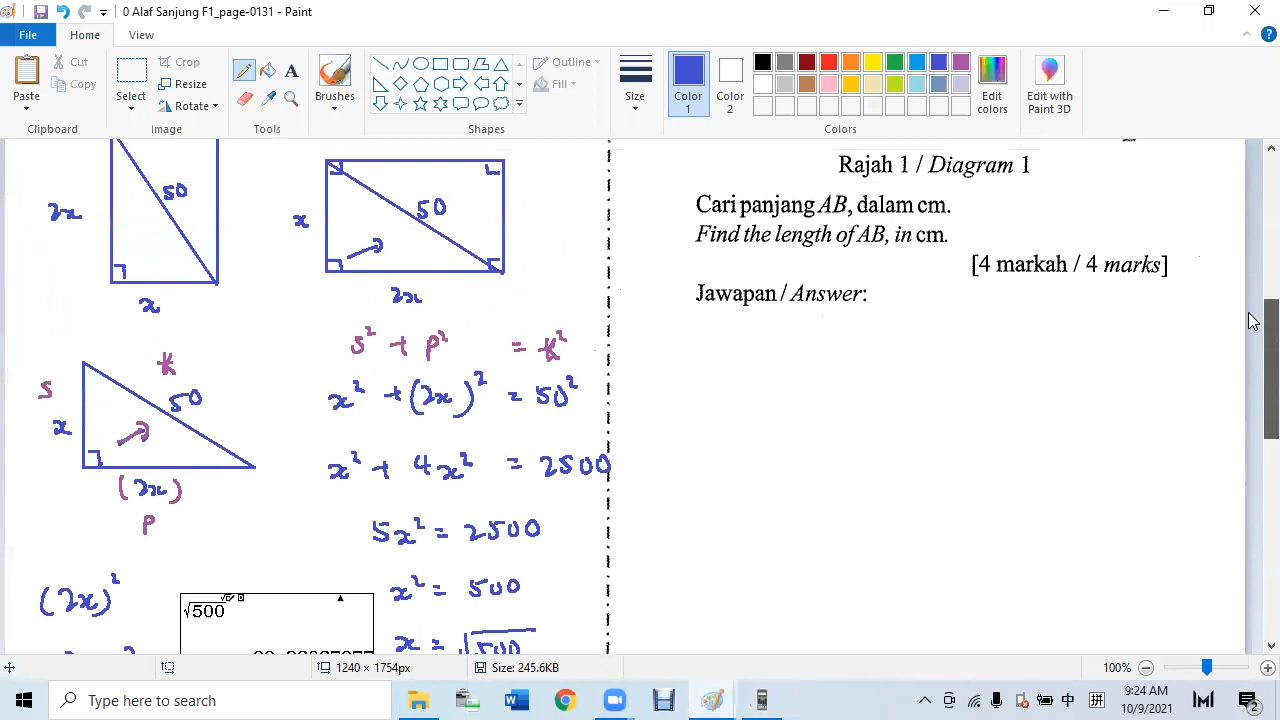 0 Alaf Sanjung F1_page-0131 - Paint
File
Home
View
Paste
Cut
Copy
Clipboard
Select
Crop
Resize
Rotate
Image
A
Tools
Brushes
Outline
Fill
Shapes
Size
Color 1
Color 2
Edit colors
Edit with Paint 3D
Colors
50
2x
x
50
x
2x
k
s
50
x
(2x)
p
s² + p² = k²
x² + (2x)² = 50²
x² + 4x² = 2500
5x² = 2500
x² = 500
x = √500
(2x)²
√500
Rajah 1 / Diagram 1
Cari panjang AB, dalam cm.
Find the length of AB, in cm.
[4 markah / 4 marks]
Jawapan / Answer:
1240 × 1754px
Size: 245.6KB
100%
Type here to search
中
拼
9:24 AM
10/9/2021
2